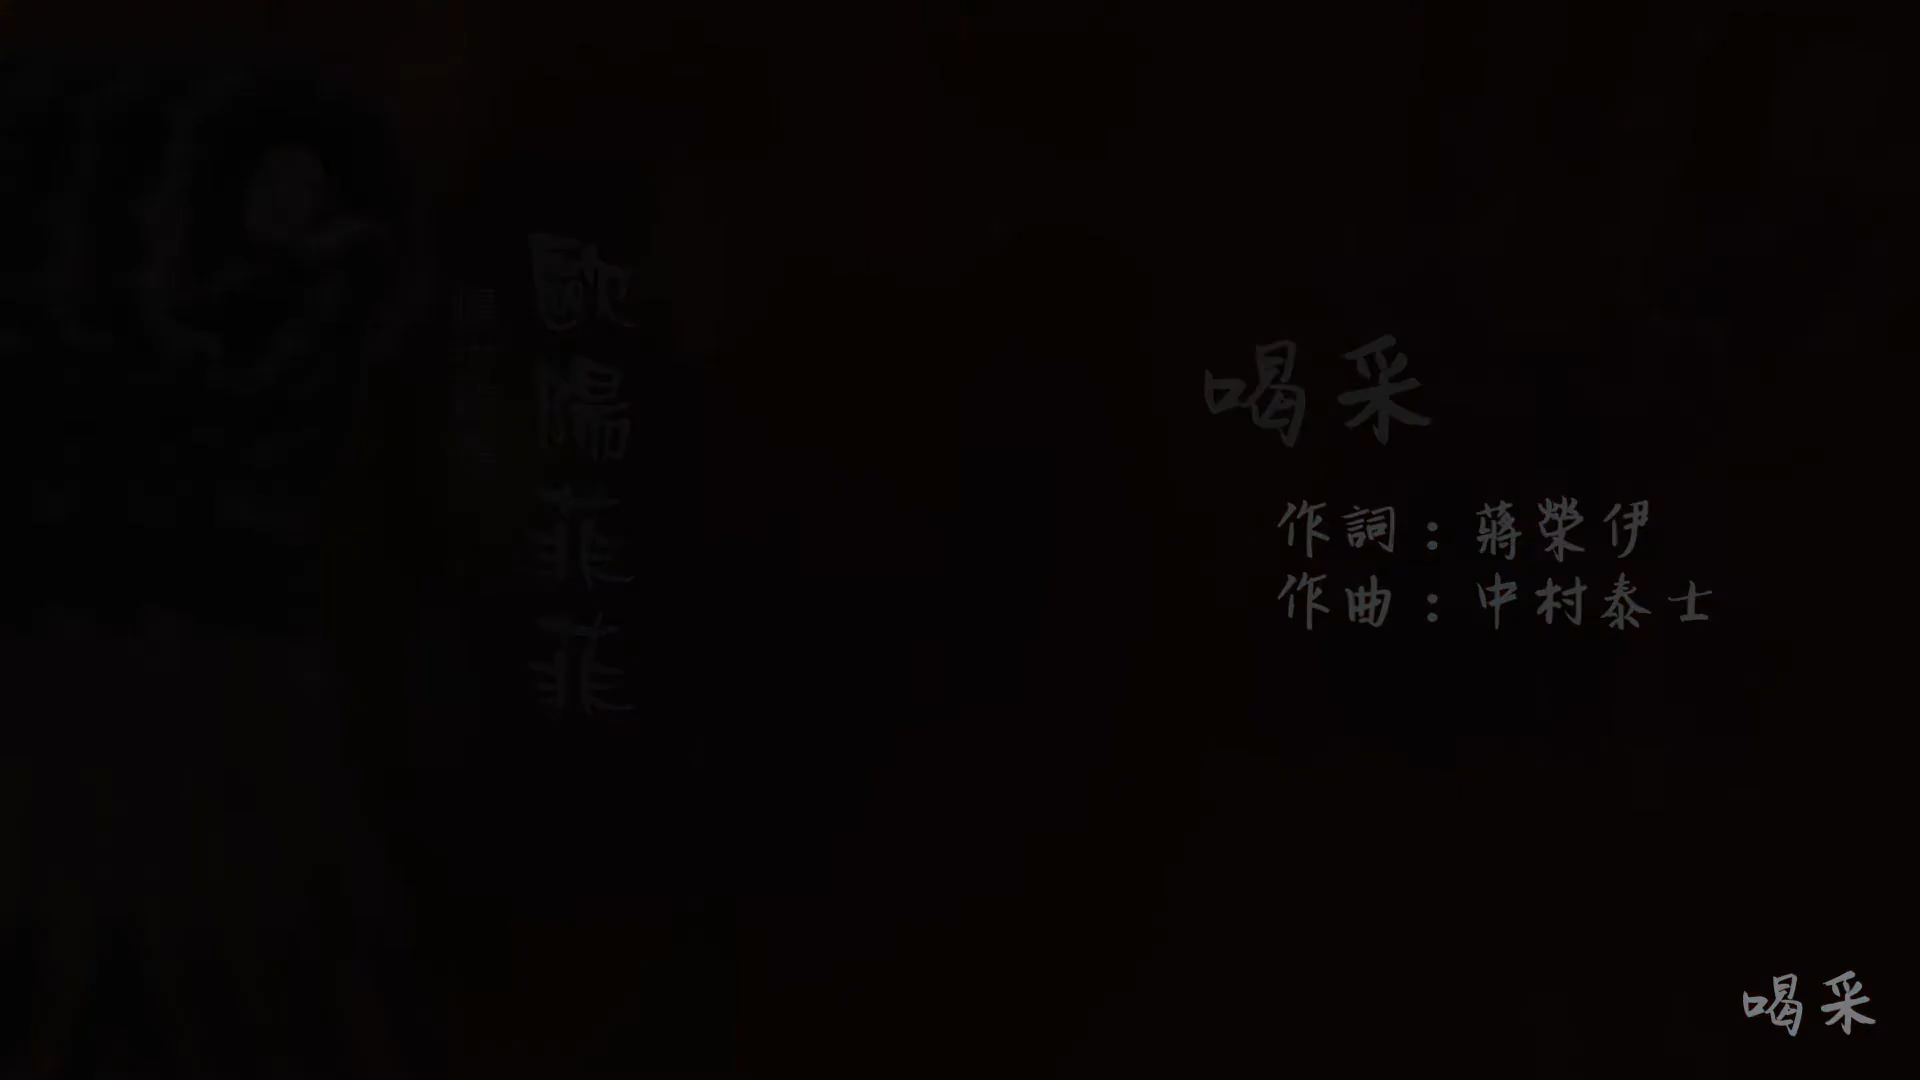 歐陽菲菲
喝采
作詞：蔣榮伊
作曲：中村泰士
喝采